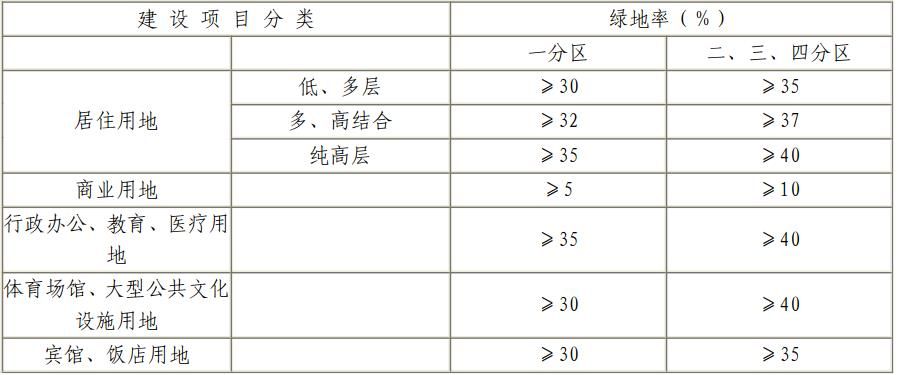 建 设 项 目 分 类 绿地率（%）
一分区 二、三、四分区
居住用地 低、多层 ⩾30 ⩾35
多、高结合 ⩾32 ⩾37
纯高层 ⩾35 ⩾40
商业用地 ⩾5 ⩾10
行政办公、教育、医疗用
地 ⩾35 ⩾40
体育场馆、大型公共文化
设施用地 ⩾30 ⩾40
宾馆、饭店用地 ⩾30 ⩾35